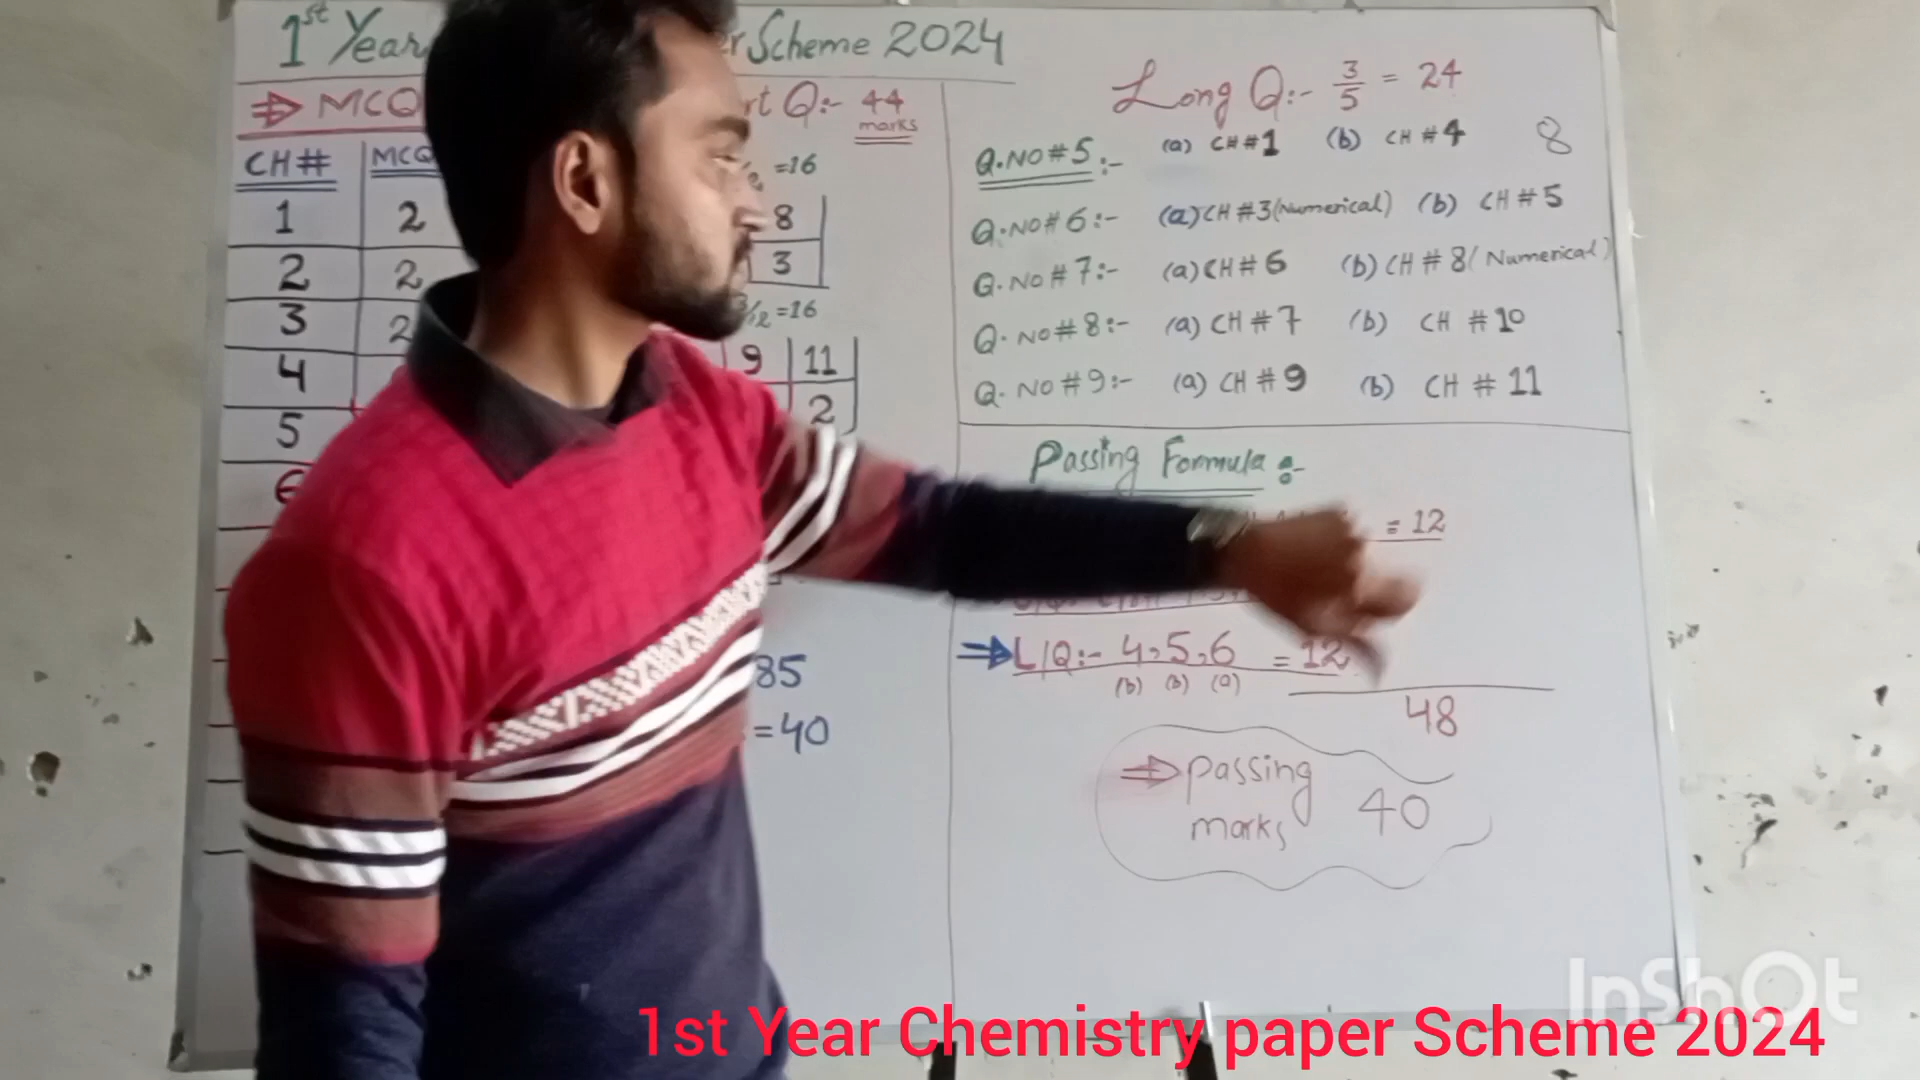 1st Year Scheme 2024
⇒ MCQ
Q:- 44
marks
CH# MCQ
=16
1 2 8
2 2 3
3 2
=16
4 9 11
5 2
85
=40
Long Q:- 3/5 = 24
Q.NO#5:- (a) CH#1 (b) CH#4 8
Q.NO#6:- (a) CH#3(Numerical) (b) CH#5
Q.NO#7:- (a) CH#6 (b) CH#8(Numerical)
Q.NO#8:- (a) CH#7 (b) CH #10
Q.NO#9:- (a) CH#9 (b) CH #11
Passing Formula:-
= 12
⇒ L/Q:- 4,5,6 = 12
(b) (b) (a)
48
⇒ Passing
marks 40
InShOt
1st Year Chemistry paper Scheme 2024